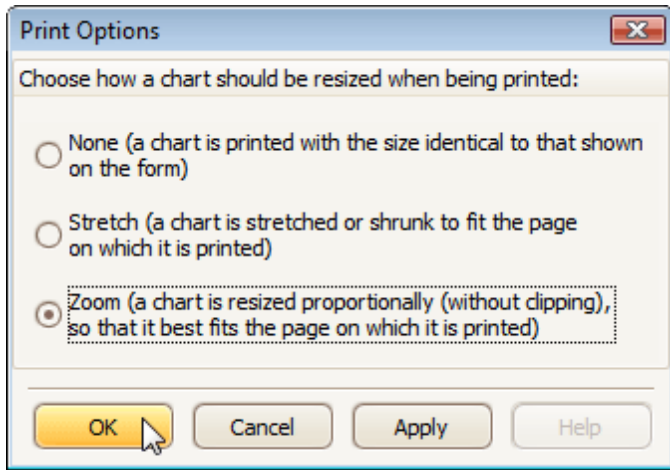 Print Options
Choose how a chart should be resized when being printed:
None (a chart is printed with the size identical to that shown
on the form)
Stretch (a chart is stretched or shrunk to fit the page
on which it is printed)
Zoom (a chart is resized proportionally (without clipping),
so that it best fits the page on which it is printed)
OK Cancel Apply Help